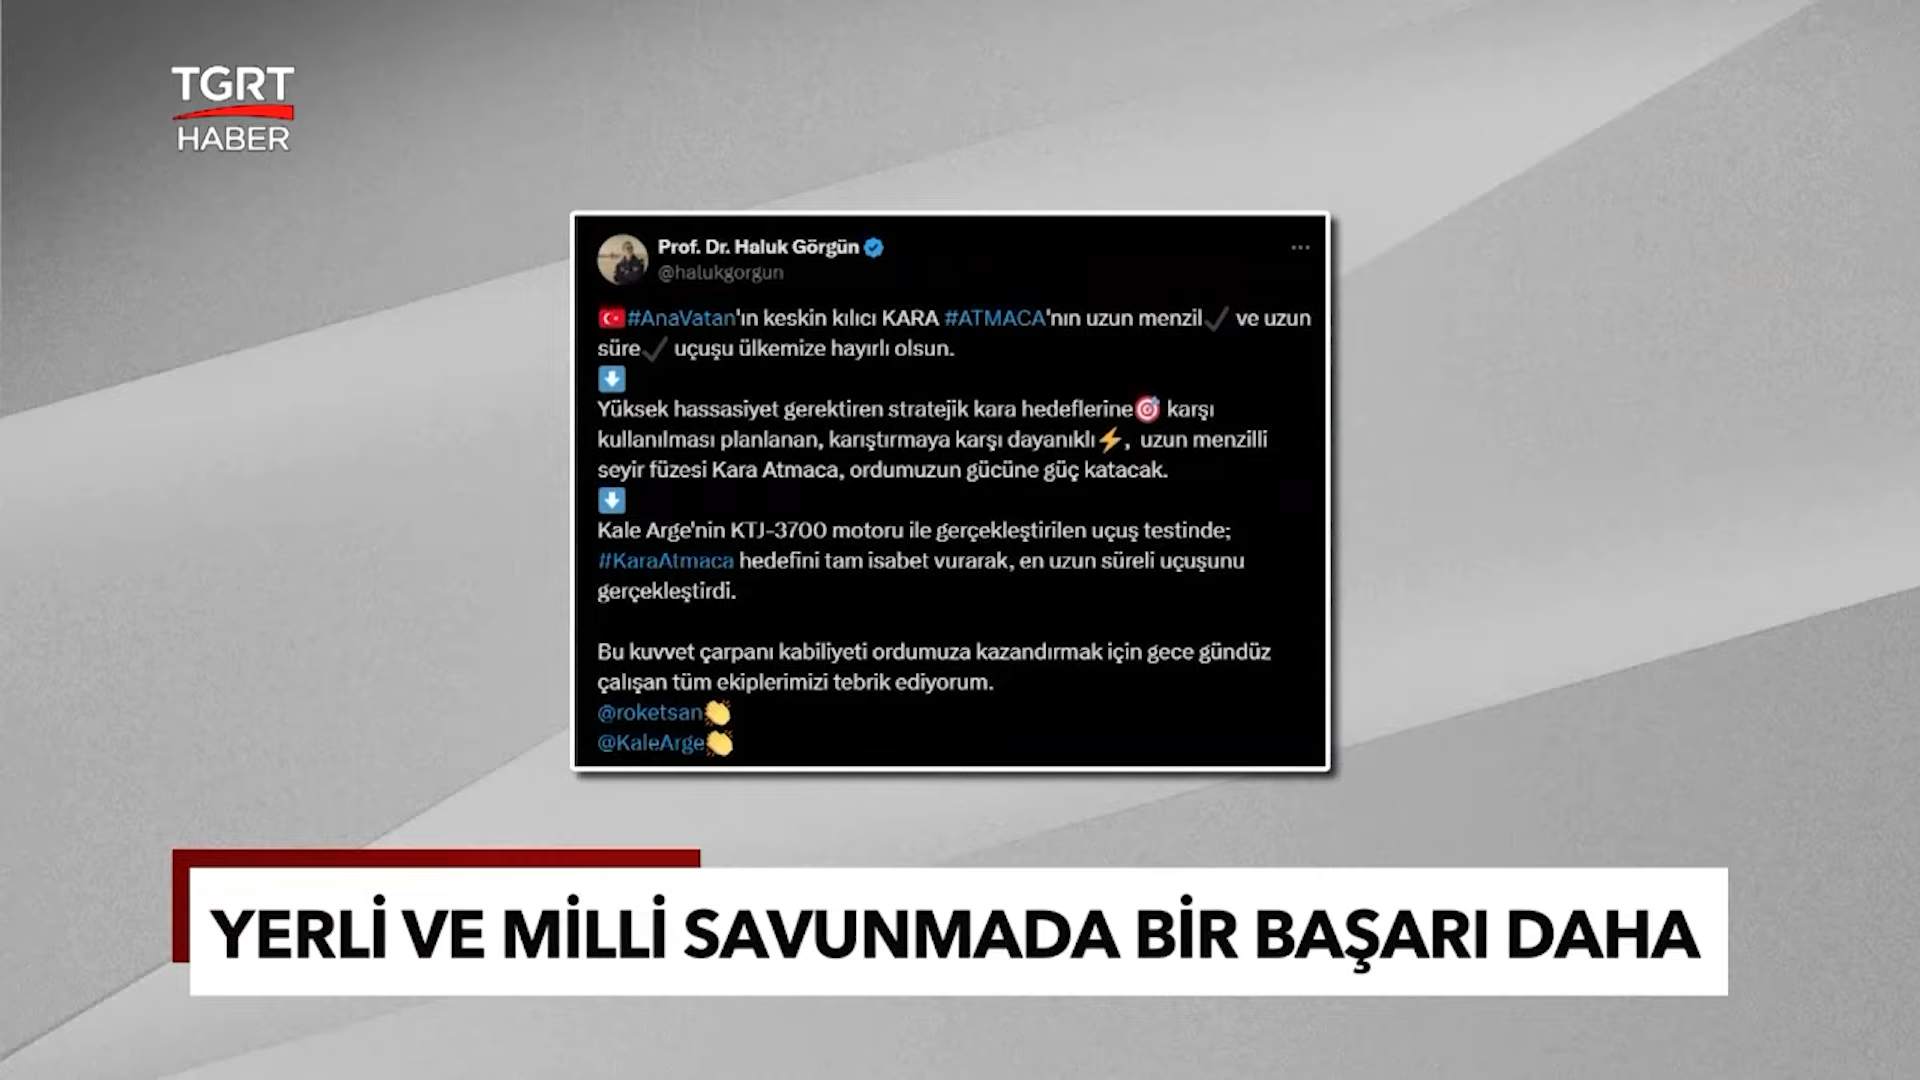 TGRT
HABER
Prof. Dr. Haluk Görgün
@halukgorgun
#AnaVatan'ın keskin kılıcı KARA #ATMACA'nın uzun menzil✔ ve uzun
süre✔ uçuşu ülkemize hayırlı olsun.
⬇️
Yüksek hassasiyet gerektiren stratejik kara hedeflerine🎯 karşı
kullanılması planlanan, karıştırmaya karşı dayanıklı⚡, uzun menzilli
seyir füzesi Kara Atmaca, ordumuzun gücüne güç katacak.
⬇️
Kale Arge'nin KTJ-3700 motoru ile gerçekleştirilen uçuş testinde;
#KaraAtmaca hedefini tam isabet vurarak, en uzun süreli uçuşunu
gerçekleştirdi.
Bu kuvvet çarpanı kabiliyeti ordumuza kazandırmak için gece gündüz
çalışan tüm ekiplerimizi tebrik ediyorum.
@roketsan👏
@KaleArge👏
YERLİ VE MİLLİ SAVUNMADA BİR BAŞARI DAHA